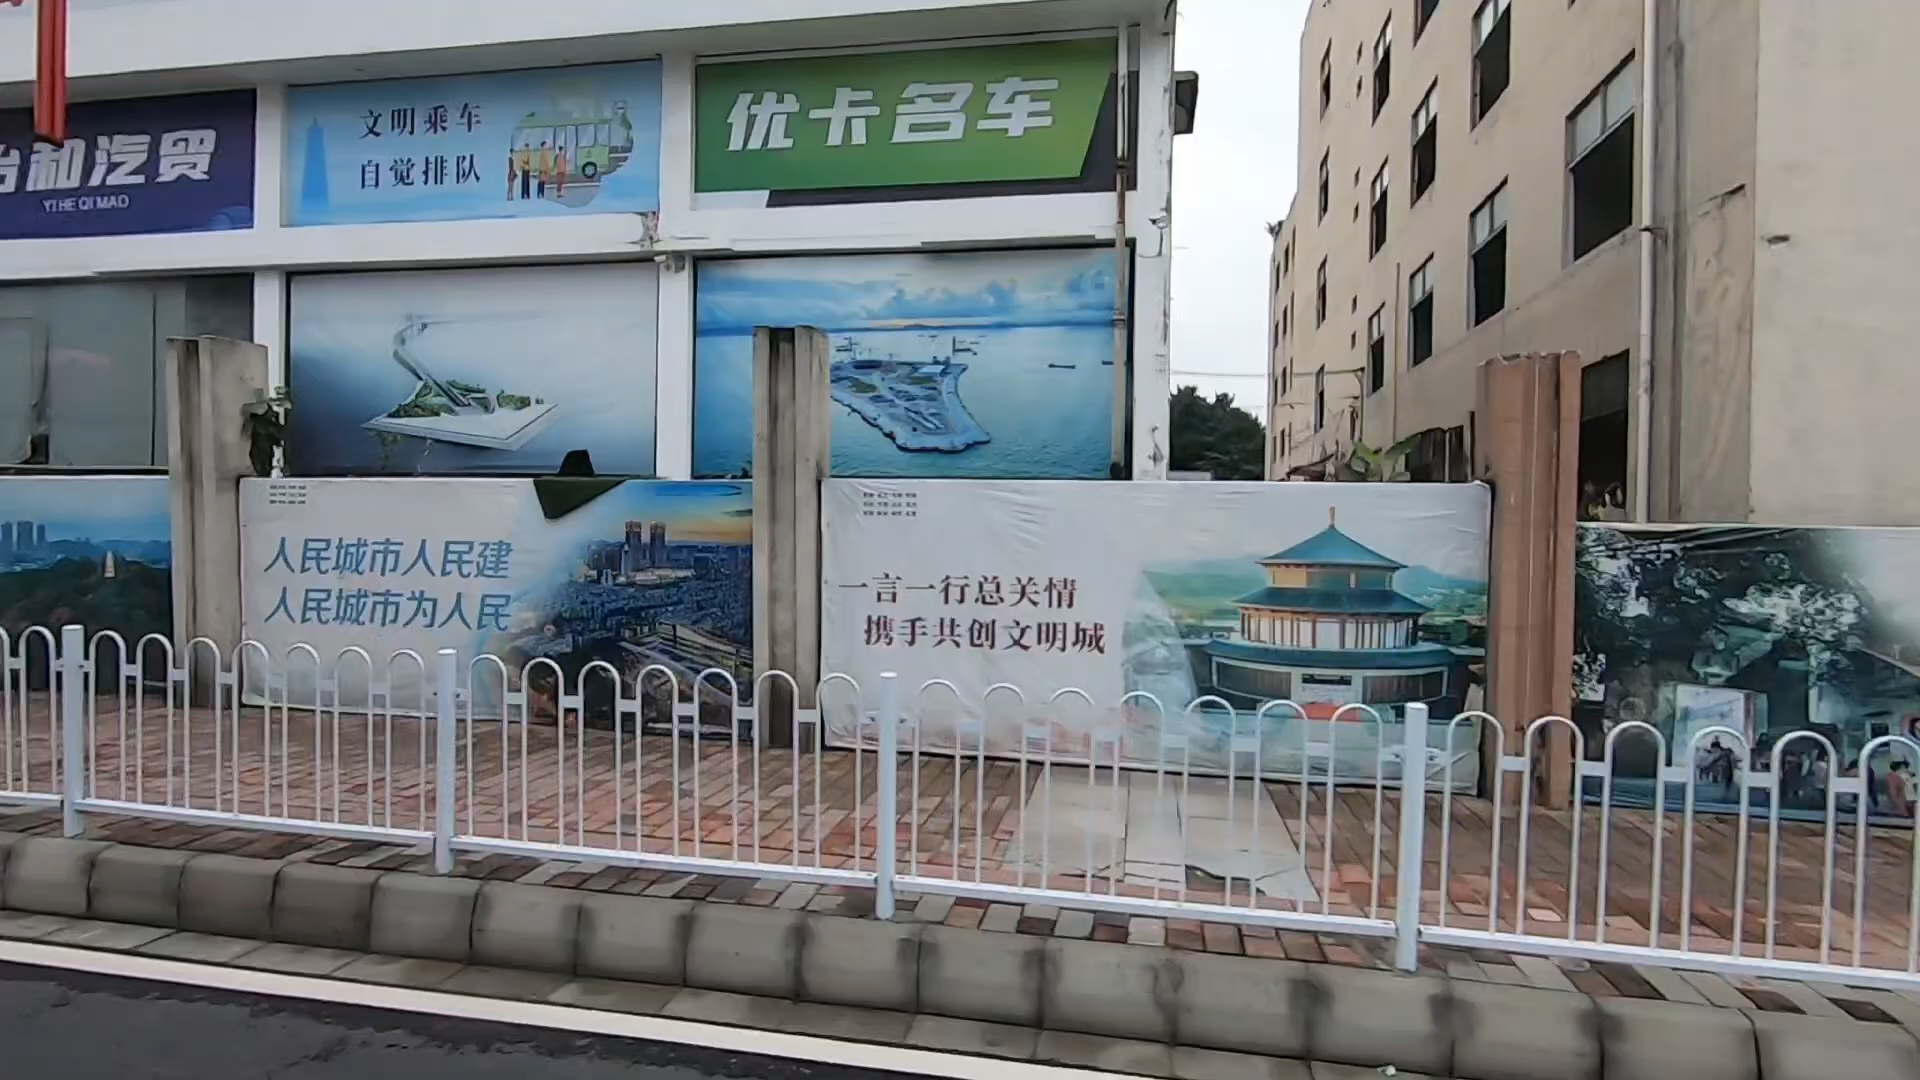 怡和汽贸
YI HE QI MAO
文明乘车
自觉排队
优卡名车
人民城市人民建
人民城市为人民
一言一行总关情
携手共创文明城